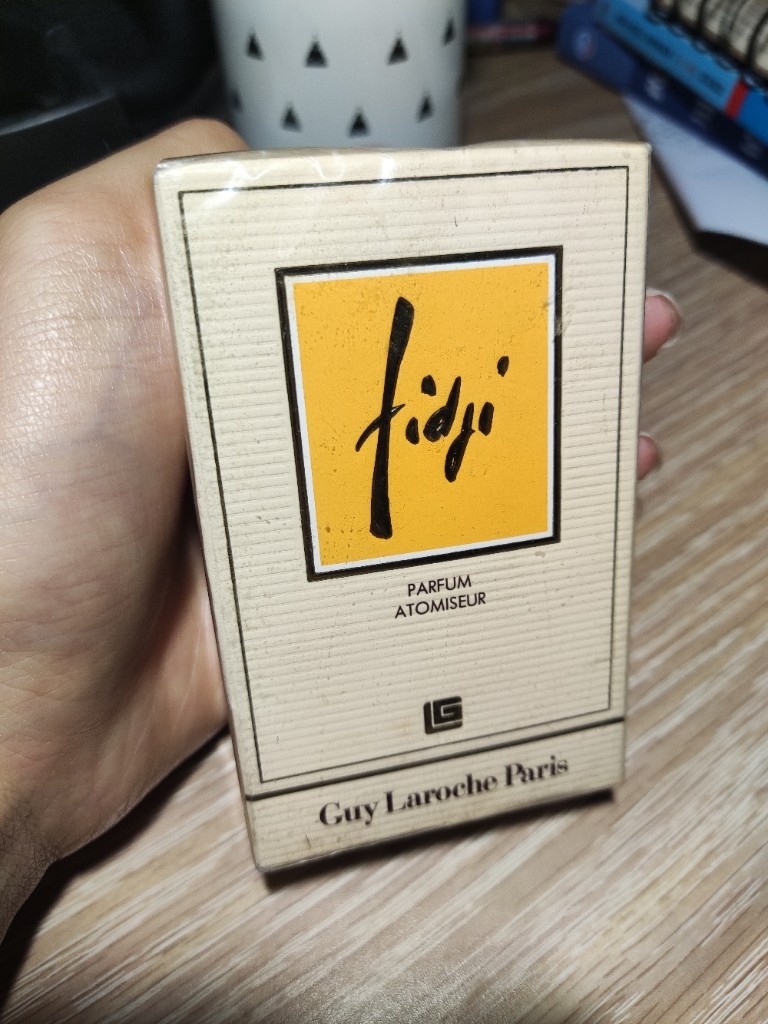 fidji
PARFUM
ATOMISEUR
LG
Guy Laroche Paris